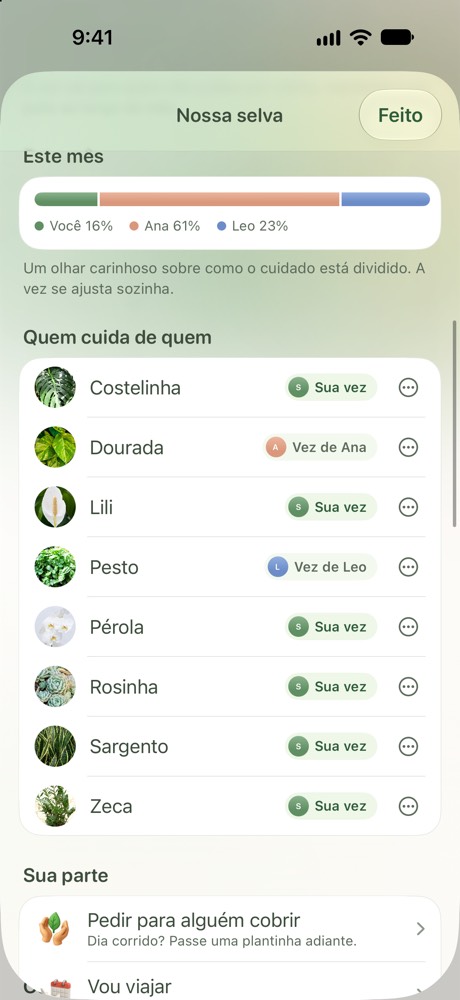 9:41
Nossa selva
Feito
Este mês
Você 16% Ana 61% Leo 23%
Um olhar carinhoso sobre como o cuidado está dividido. A
vez se ajusta sozinha.
Quem cuida de quem
Costelinha S Sua vez
Dourada A Vez de Ana
Lili S Sua vez
Pesto L Vez de Leo
Pérola S Sua vez
Rosinha S Sua vez
Sargento S Sua vez
Zeca S Sua vez
Sua parte
Pedir para alguém cobrir
Dia corrido? Passe uma plantinha adiante.
Vou viajar